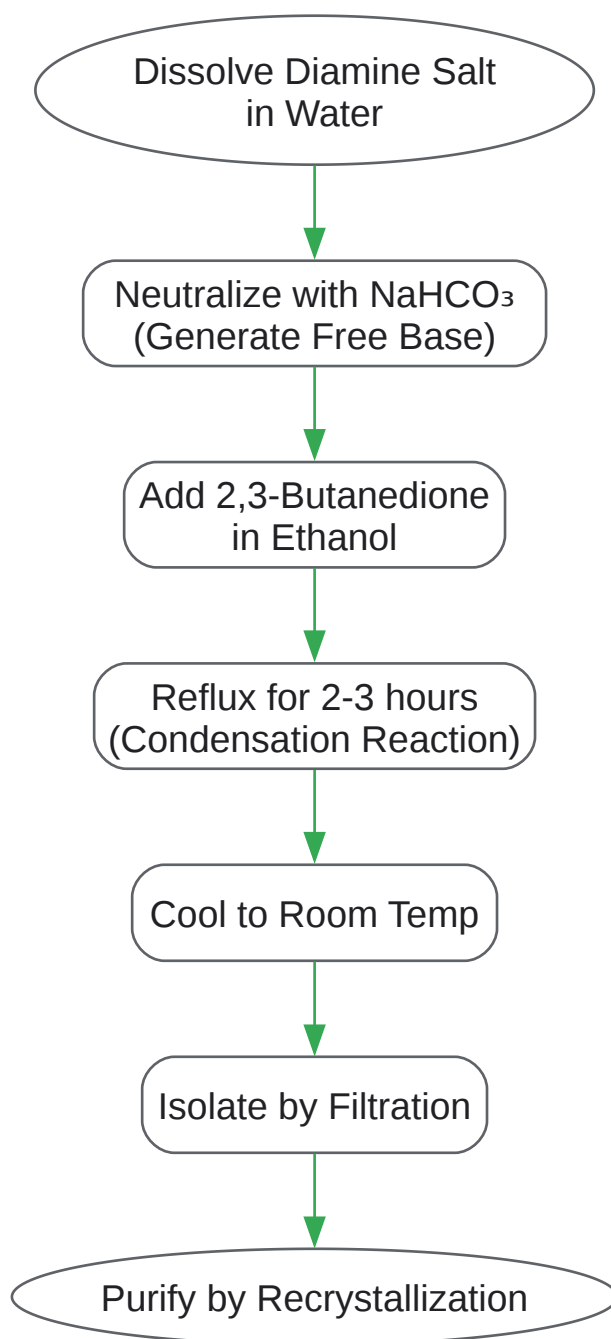 Dissolve Diamine Salt
in Water
Neutralize with NaHCO₃
(Generate Free Base)
Add 2,3-Butanedione
in Ethanol
Reflux for 2-3 hours
(Condensation Reaction)
Cool to Room Temp
Isolate by Filtration
Purify by Recrystallization